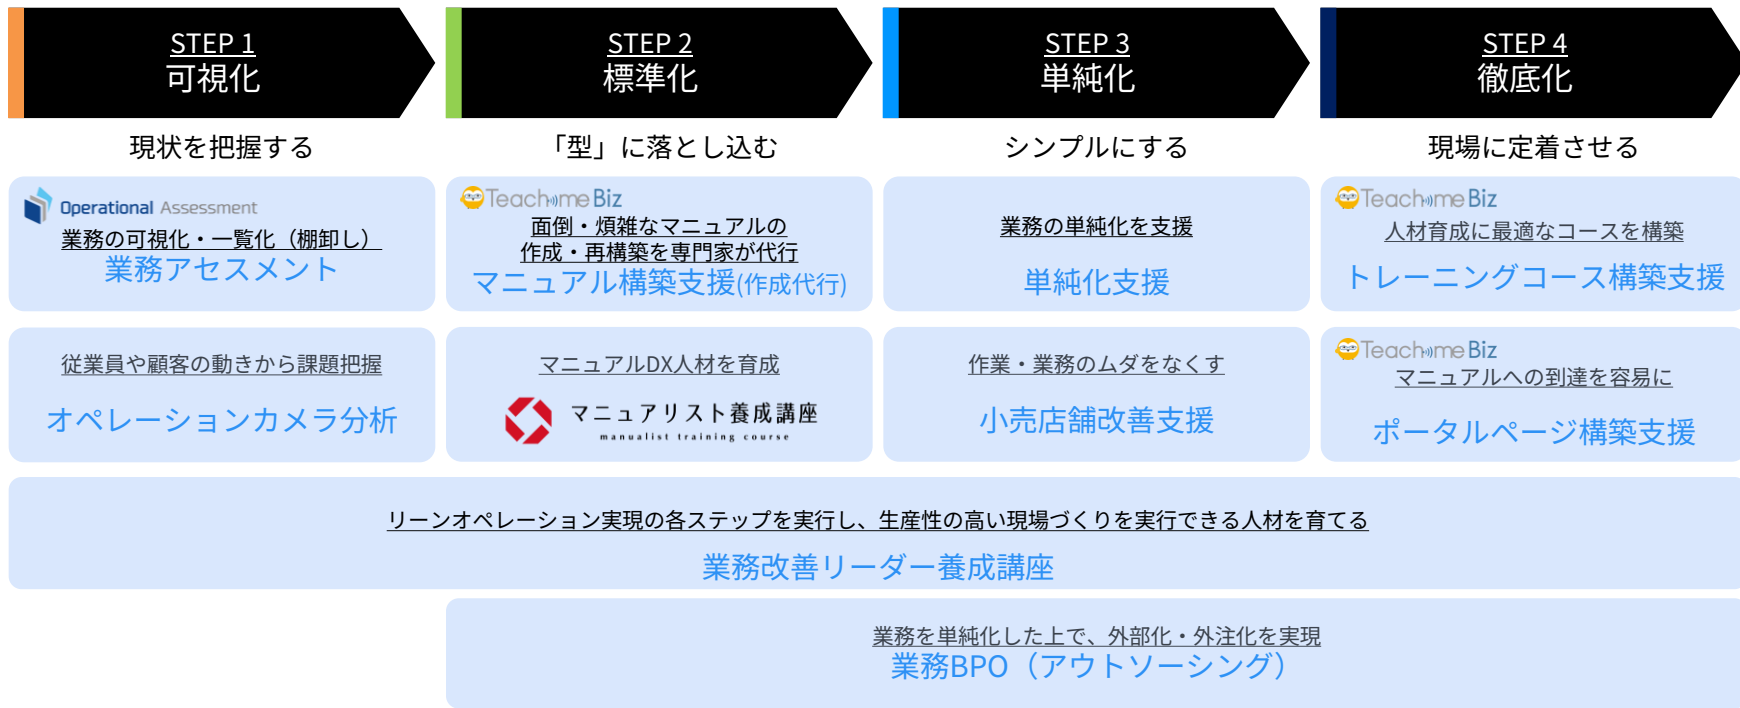 STEP 1
可視化
STEP 2
標準化
STEP 3
単純化
STEP 4
徹底化
現状を把握する
「型」に落とし込む
シンプルにする
現場に定着させる
Operational Assessment
業務の可視化・一覧化（棚卸し）
業務アセスメント
Teachme Biz
面倒・煩雑なマニュアルの
作成・再構築を専門家が代行
マニュアル構築支援(作成代行)
業務の単純化を支援
単純化支援
Teachme Biz
人材育成に最適なコースを構築
トレーニングコース構築支援
従業員や顧客の動きから課題把握
オペレーションカメラ分析
マニュアルDX人材を育成
マニュアリスト養成講座
manualist training course
作業・業務のムダをなくす
小売店舗改善支援
Teachme Biz
マニュアルへの到達を容易に
ポータルページ構築支援
リーンオペレーション実現の各ステップを実行し、生産性の高い現場づくりを実行できる人材を育てる
業務改善リーダー養成講座
業務を単純化した上で、外部化・外注化を実現
業務BPO（アウトソーシング）